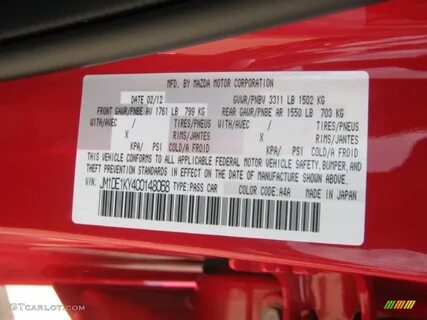 MFD. BY MAZDA MOTOR CORPORATION
DATE 02/12 GVWR/PNBV 3311 LB 1502 KG
FRONT GAWR/PNBE AV 1761 LB 799 KG REAR GAWR/PNBE AR 1550 LB 703 KG
WITH/AVEC / TIRES/PNEUS WITH/AVEC / TIRES/PNEUS
X RIMS/JANTES X RIMS/JANTES
/ PSI/ COLD/A FROID / PSI/ COLD/A FROID
THIS VEHICLE CONFORMS TO ALL APPLICABLE FEDERAL MOTOR VEHICLE SAFETY, BUMPER, AND
THEFT PREVENTION STANDARDS IN EFFECT ON THE DATE OF MANUFACTURE SHOWN ABOVE.
JM1DE1KY4C0148068 TYPE: PASS CAR COLOR CODE: A4A MADE IN JAPAN
GTCARLOT.COM